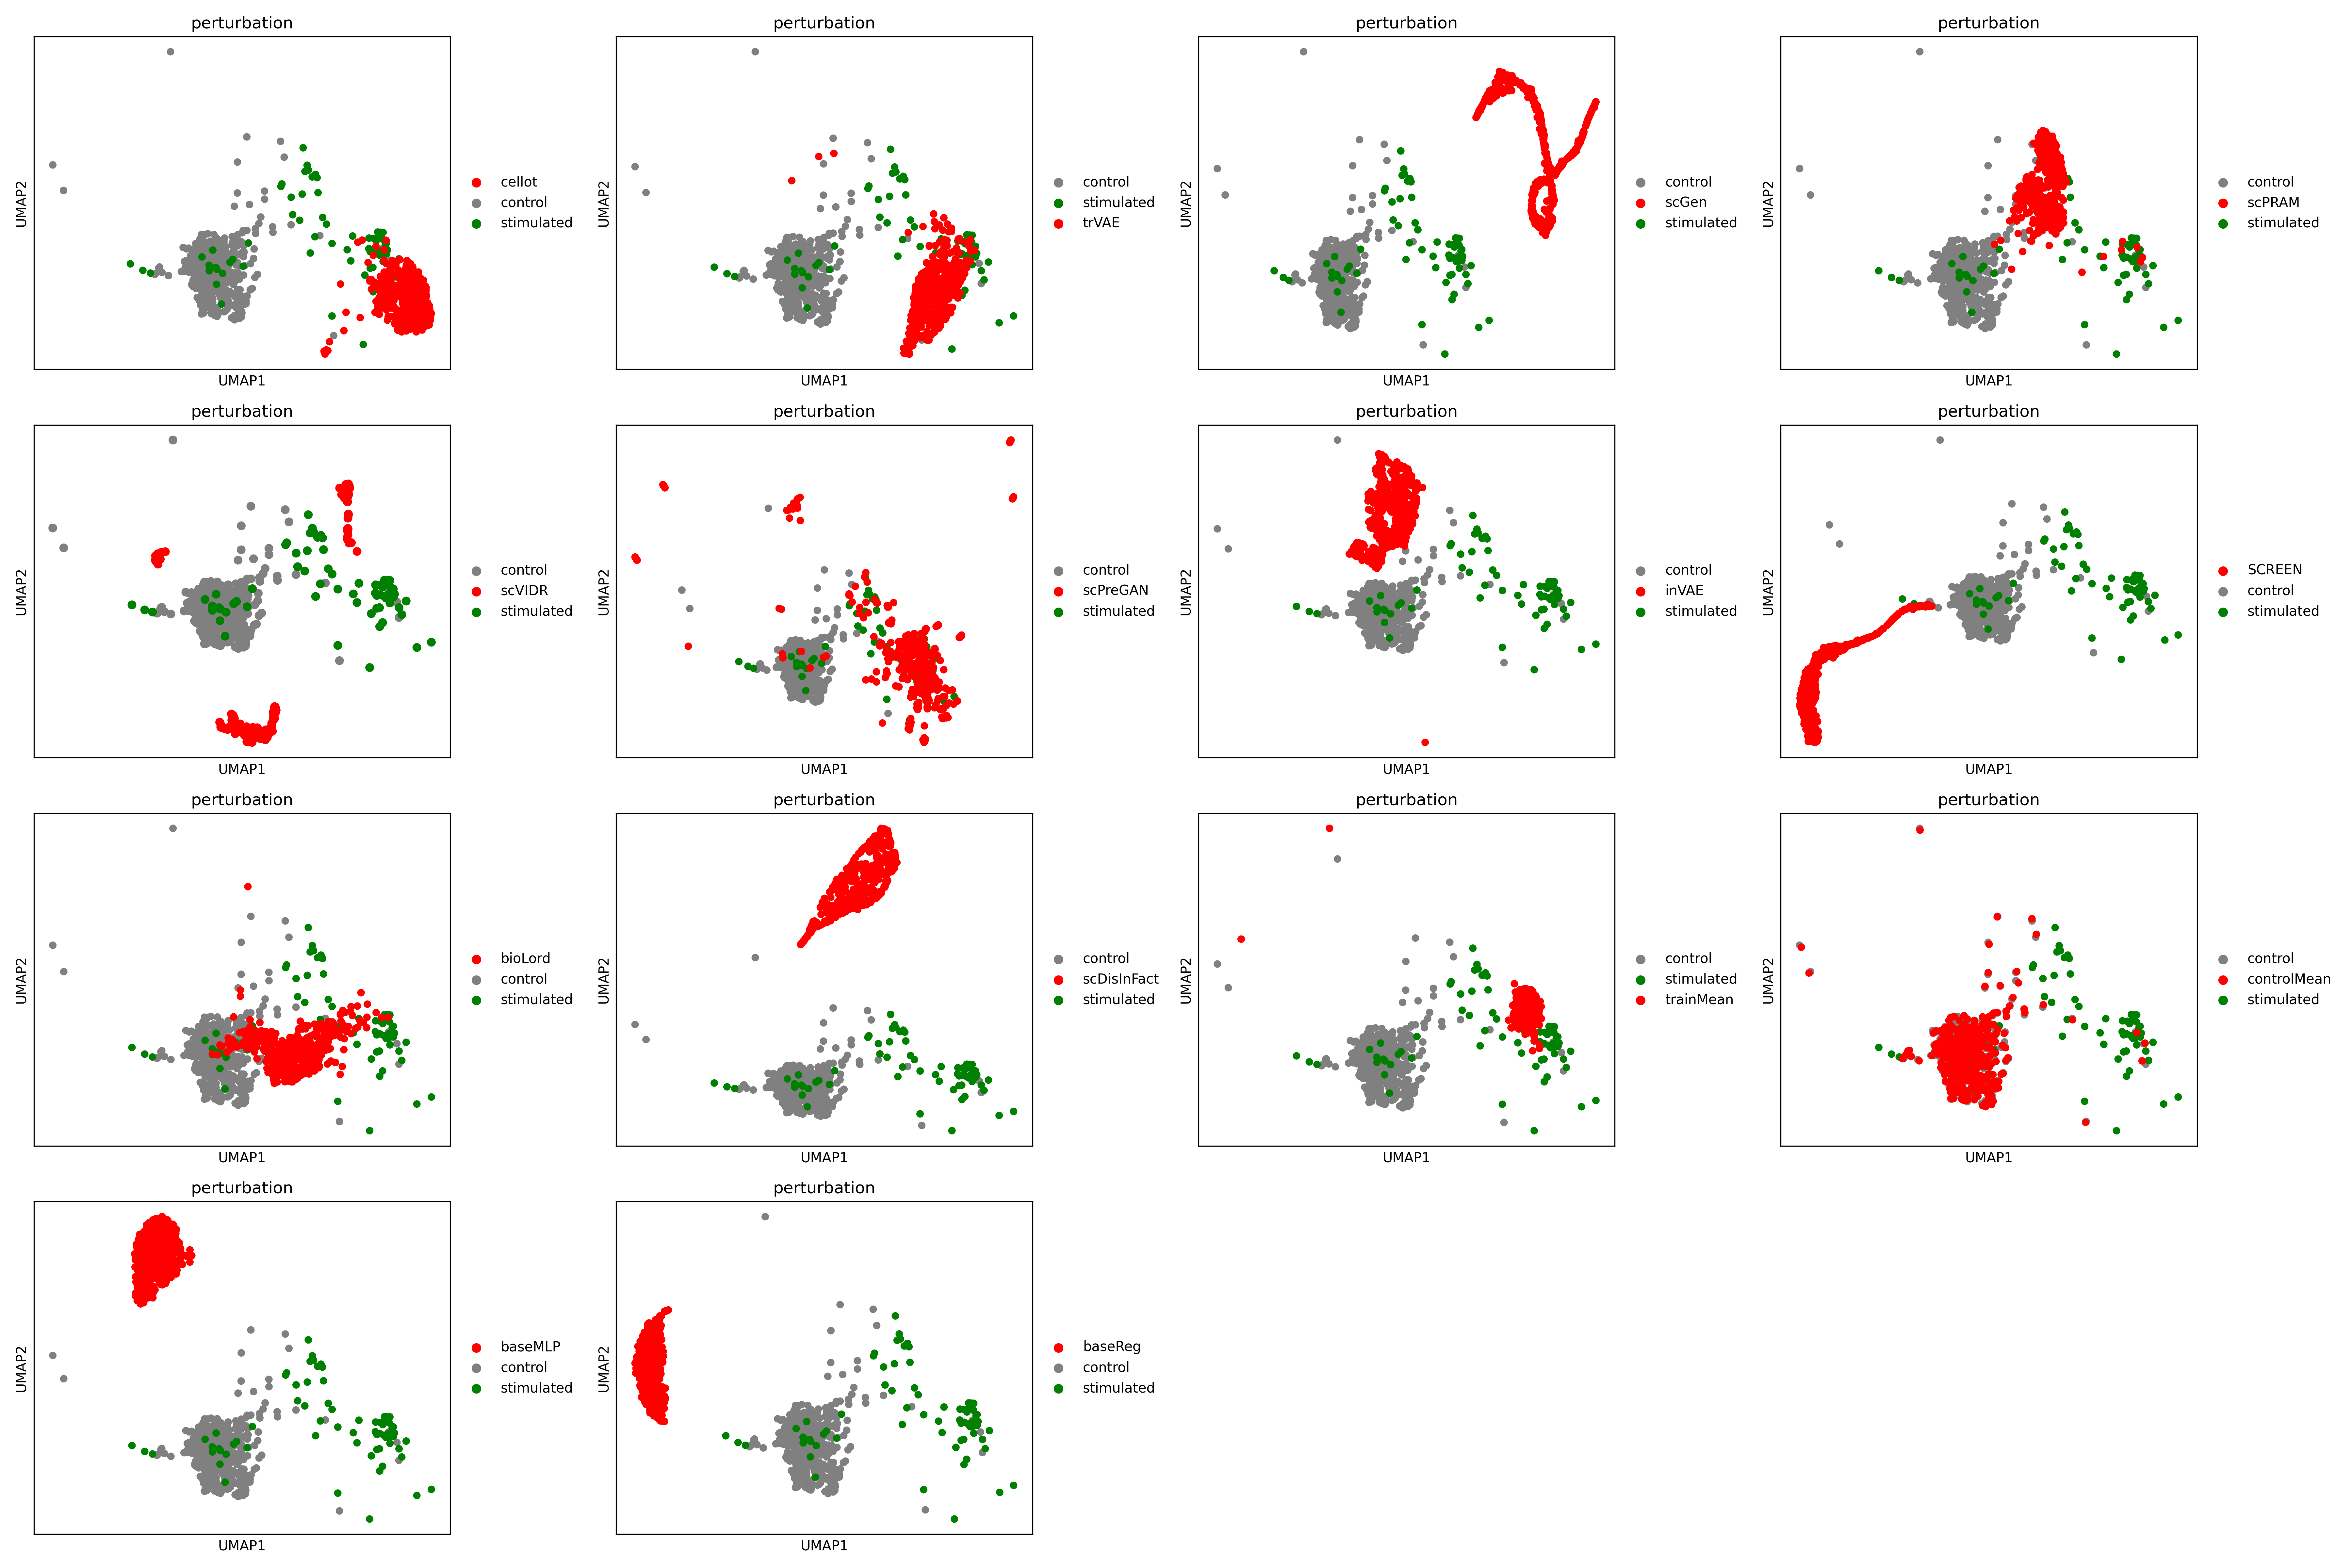 perturbation
UMAP2
UMAP1
cellot
control
stimulated
perturbation
UMAP2
UMAP1
control
stimulated
trVAE
perturbation
UMAP2
UMAP1
control
scGen
stimulated
perturbation
UMAP2
UMAP1
control
scPRAM
stimulated
perturbation
UMAP2
UMAP1
control
scVIDR
stimulated
perturbation
UMAP2
UMAP1
control
scPreGAN
stimulated
perturbation
UMAP2
UMAP1
control
inVAE
stimulated
perturbation
UMAP2
UMAP1
SCREEN
control
stimulated
perturbation
UMAP2
UMAP1
bioLord
control
stimulated
perturbation
UMAP2
UMAP1
control
scDisInFact
stimulated
perturbation
UMAP2
UMAP1
control
stimulated
trainMean
perturbation
UMAP2
UMAP1
control
controlMean
stimulated
perturbation
UMAP2
UMAP1
baseMLP
control
stimulated
perturbation
UMAP2
UMAP1
baseReg
control
stimulated